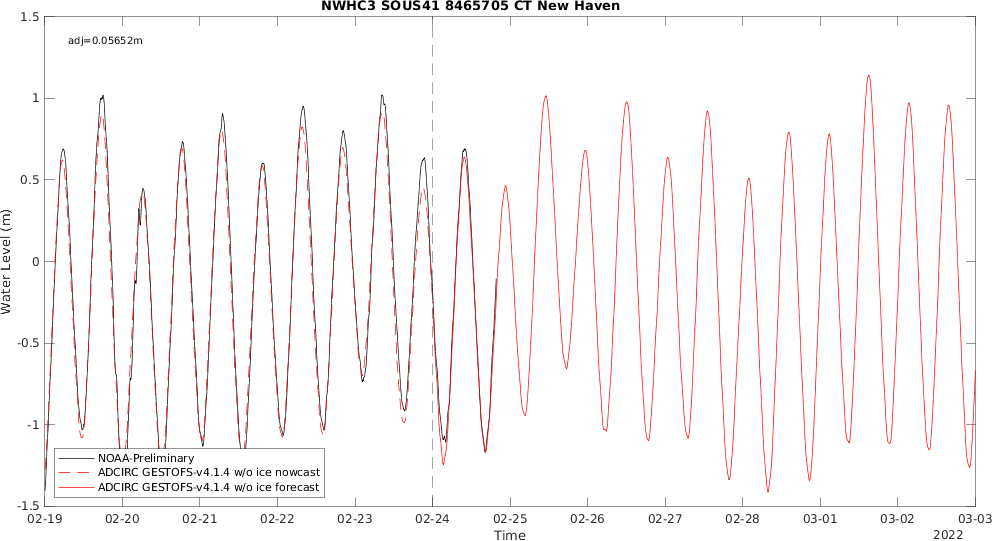 NWHC3 SOUS41 8465705 CT New Haven
adj=0.05652m
1.5
1
0.5
0
-0.5
-1
-1.5
Water Level (m)
NOAA-Preliminary
ADCIRC GESTOFS-v4.1.4 w/o ice nowcast
ADCIRC GESTOFS-v4.1.4 w/o ice forecast
02-19 02-20 02-21 02-22 02-23 02-24 02-25 02-26 02-27 02-28 03-01 03-02 03-03
Time
2022